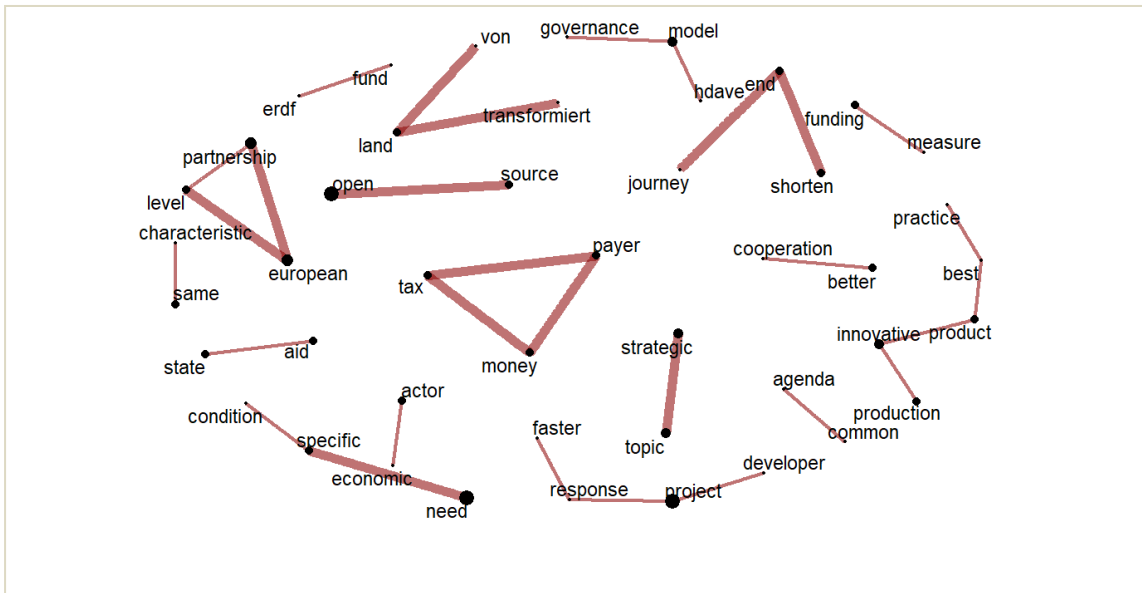 governance
model
von
fund
erdf
hdave
end
transformiert
land
funding
measure
partnership
level
open
source
journey
shorten
practice
characteristic
european
payer
cooperation
best
tax
better
same
innovative
product
state
aid
money
strategic
agenda
actor
condition
production
specific
faster
common
topic
economic
developer
response
project
need